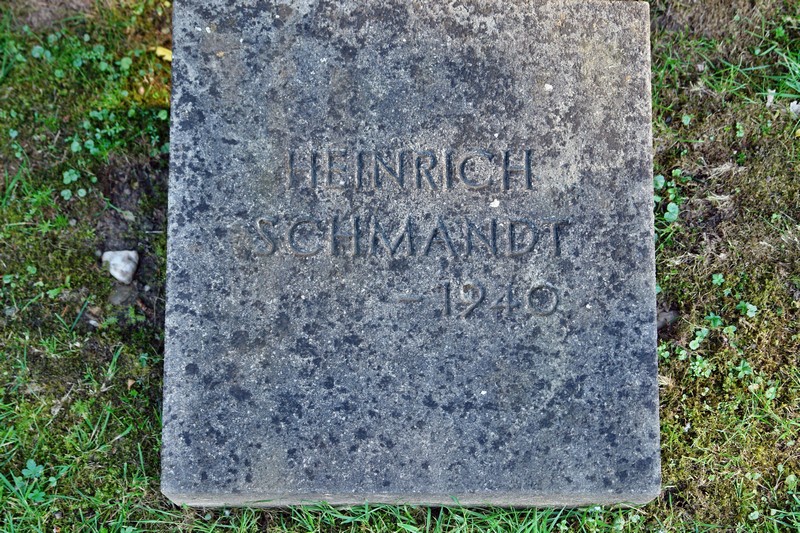 HEINRICH
SCHMANDT
– 1940